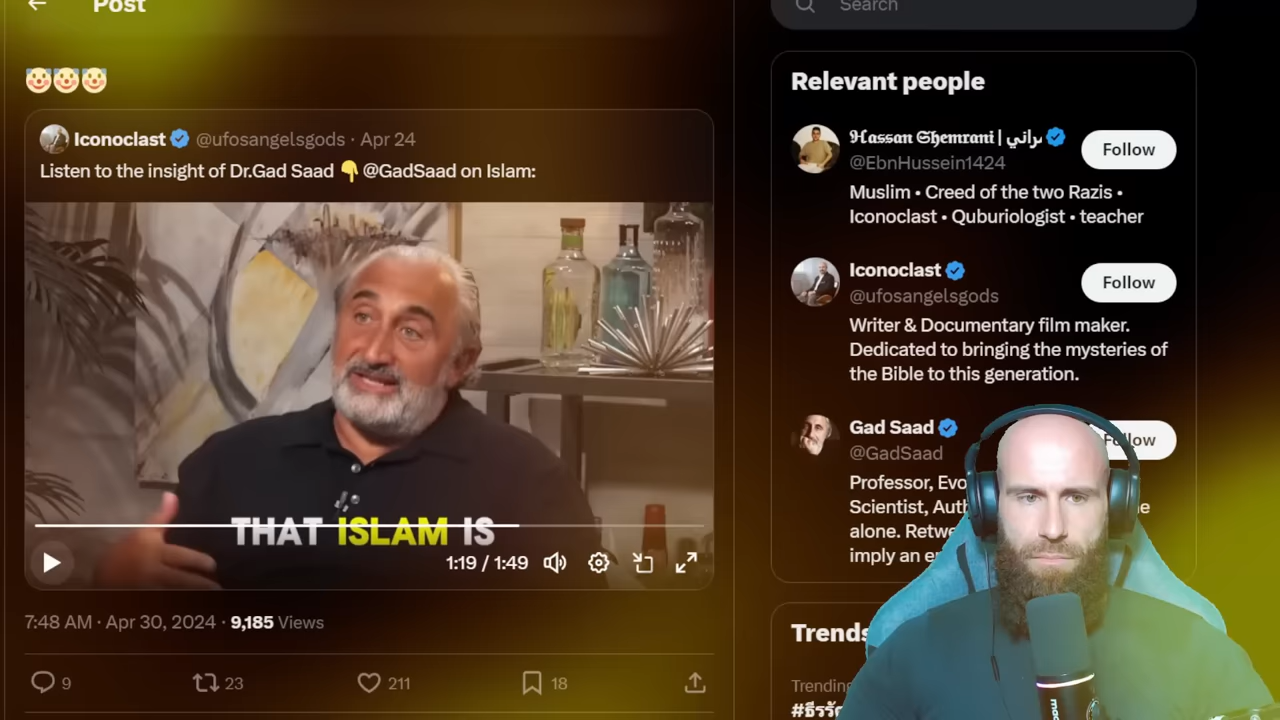 Post
Search
🤡🤡🤡
Iconoclast @ufosangelsgods · Apr 24
Listen to the insight of Dr.Gad Saad 👇 @GadSaad on Islam:
THAT ISLAM IS
1:19 / 1:49
7:48 AM · Apr 30, 2024 · 9,185 Views
9 23 211 18
Relevant people
Hassan Shemrani |
@EbnHussein1424
Follow
Muslim • Creed of the two Razis •
Iconoclast • Quburiologist • teacher
Iconoclast
@ufosangelsgods
Follow
Writer & Documentary film maker.
Dedicated to bringing the mysteries of
the Bible to this generation.
Gad Saad
@GadSaad
Follow
Professor, Evo
Scientist, Auth
alone. Retwe
imply an
Trends
Trending